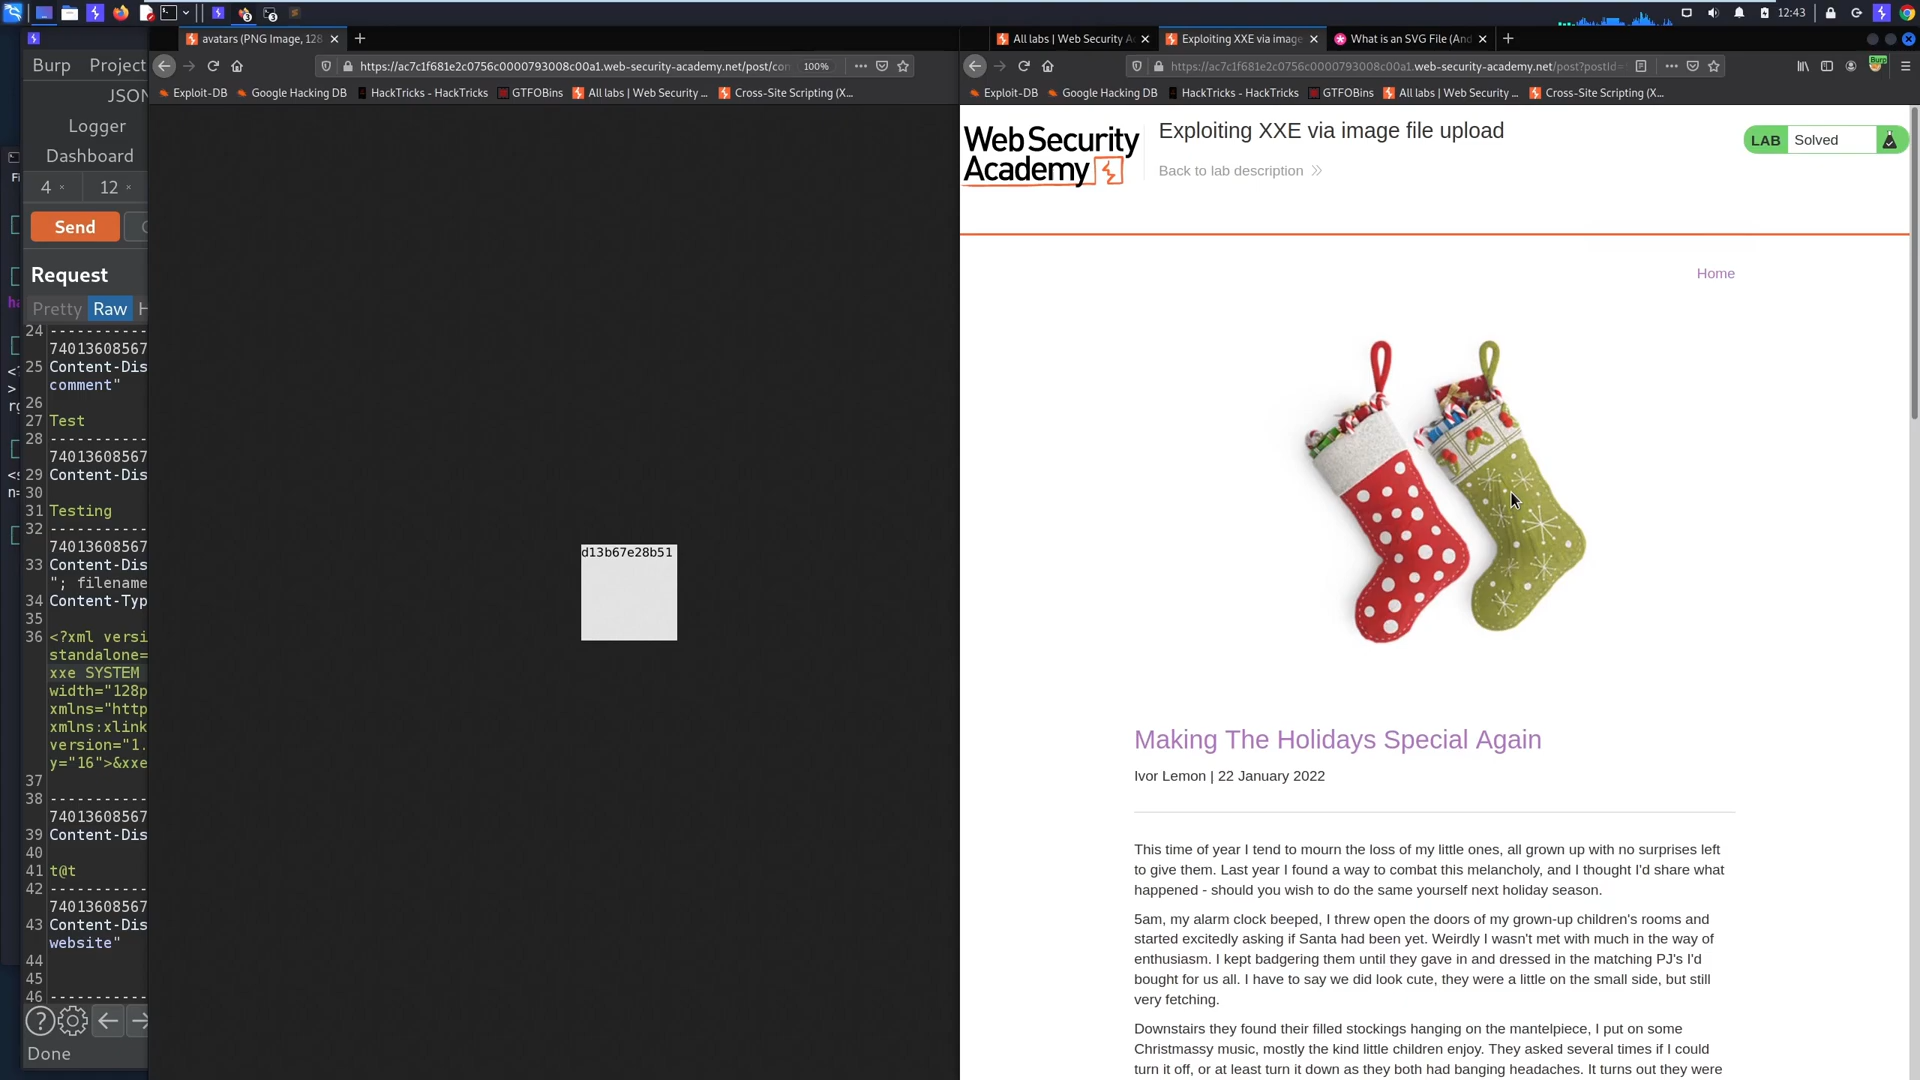 12:43
Burp Project
JSON
Logger
Dashboard
4 × 12 ×
Send
Request
Pretty Raw H
24 -----------
74013608567
25 Content-Dis
comment"
26
27 Test
28 -----------
74013608567
29 Content-Dis
30
31 Testing
32 -----------
74013608567
33 Content-Dis
"; filename
34 Content-Typ
35
36 <?xml versi
standalone=
xxe SYSTEM
width="128p
xmlns="http
xmlns:xlink
version="1.
y="16">&xxe
37
38 -----------
74013608567
39 Content-Dis
40
41 t@t
42 -----------
74013608567
43 Content-Dis
website"
44
45
46 -----------
Done
avatars (PNG Image, 128
https://ac7c1f681e2c0756c0000793008c00a1.web-security-academy.net/post/con 100%
Exploit-DB Google Hacking DB HackTricks - HackTricks GTFOBins All labs | Web Security ... Cross-Site Scripting (X...
d13b67e28b51
All labs | Web Security A Exploiting XXE via image What is an SVG File (And
https://ac7c1f681e2c0756c0000793008c00a1.web-security-academy.net/post?postId=
Burp
Exploit-DB Google Hacking DB HackTricks - HackTricks GTFOBins All labs | Web Security ... Cross-Site Scripting (X...
Web Security
Academy
Exploiting XXE via image file upload
Back to lab description
LAB Solved
Home
Making The Holidays Special Again
Ivor Lemon | 22 January 2022
This time of year I tend to mourn the loss of my little ones, all grown up with no surprises left
to give them. Last year I found a way to combat this melancholy, and I thought I'd share what
happened - should you wish to do the same yourself next holiday season.
5am, my alarm clock beeped, I threw open the doors of my grown-up children's rooms and
started excitedly asking if Santa had been yet. Weirdly I wasn't met with much in the way of
enthusiasm. I kept badgering them until they gave in and dressed in the matching PJ's I'd
bought for us all. I have to say we did look cute, they were a little on the small side, but still
very fetching.
Downstairs they found their filled stockings hanging on the mantelpiece, I put on some
Christmassy music, mostly the kind little children enjoy. They asked several times if I could
turn it off, or at least turn it down as they both had banging headaches. It turns out they were